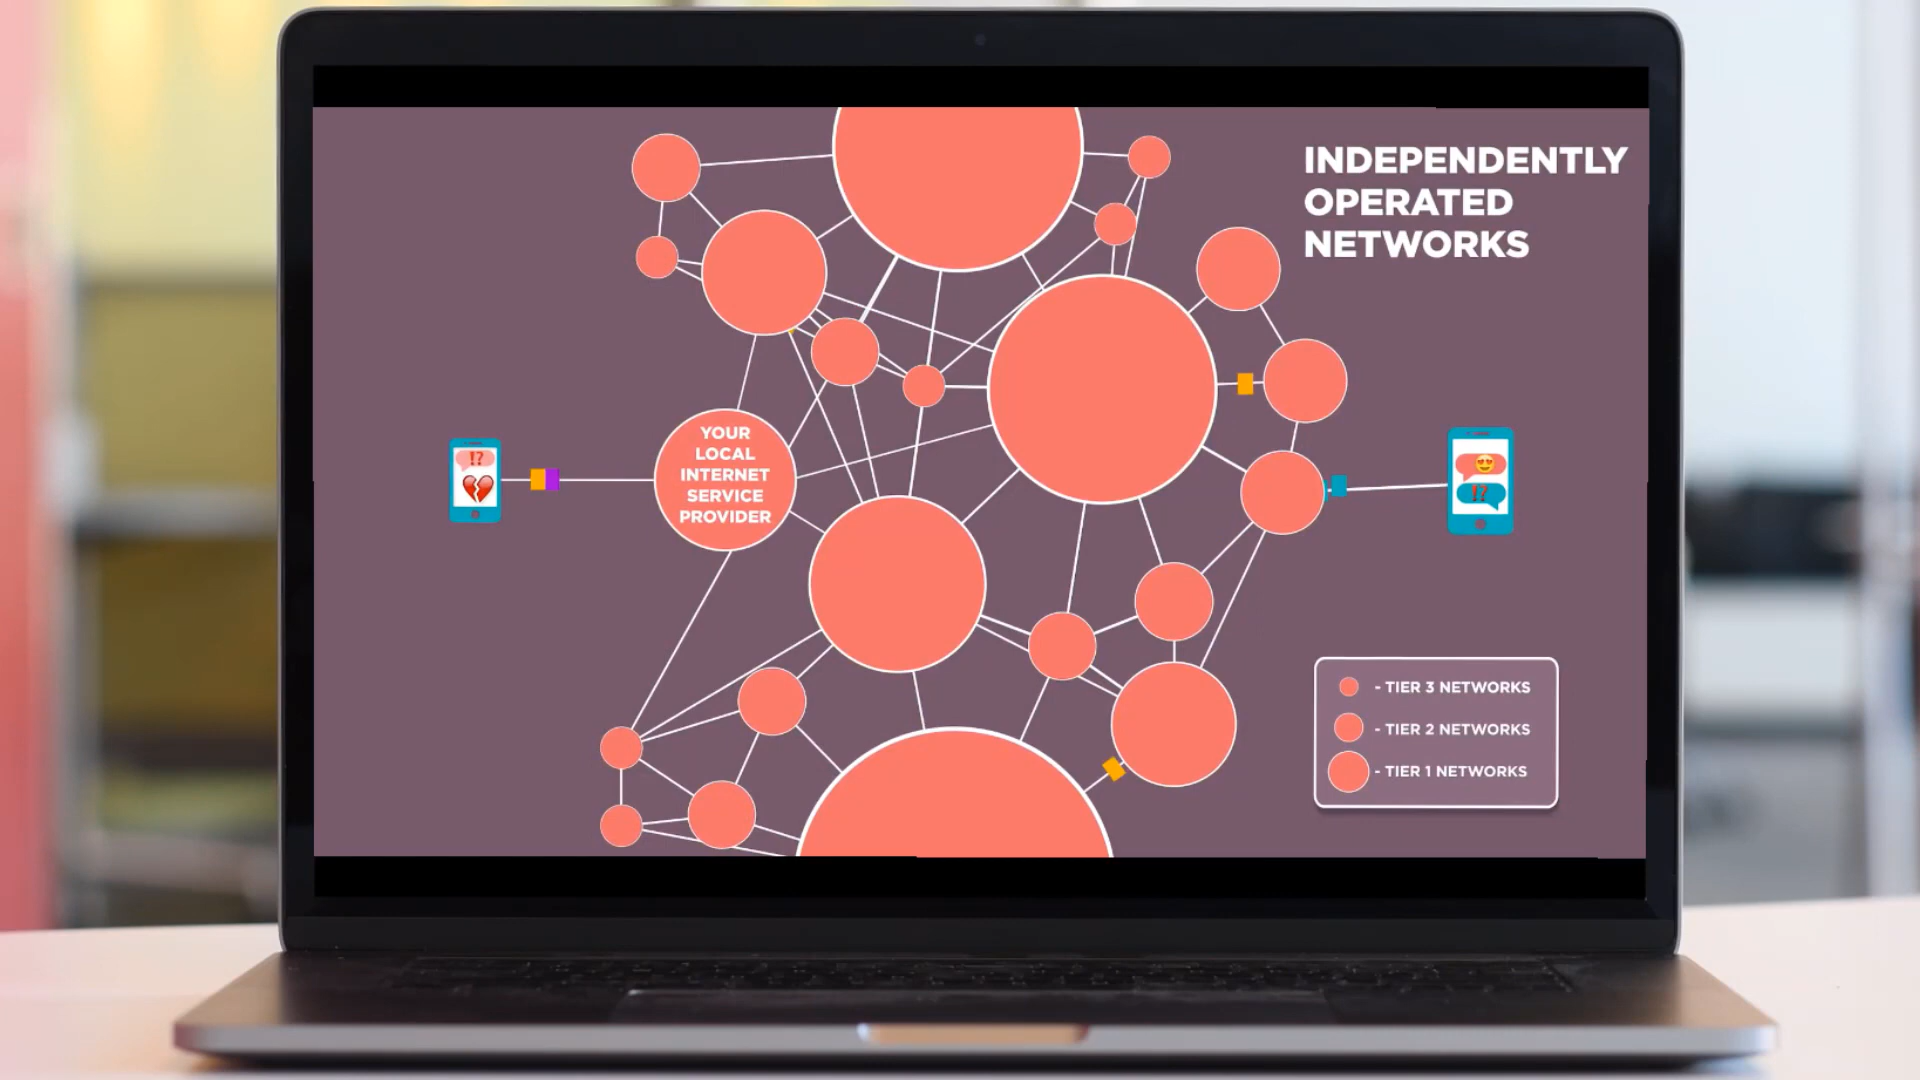 INDEPENDENTLY
OPERATED
NETWORKS
YOUR
LOCAL
INTERNET
SERVICE
PROVIDER
!?
!?
- TIER 3 NETWORKS
- TIER 2 NETWORKS
- TIER 1 NETWORKS